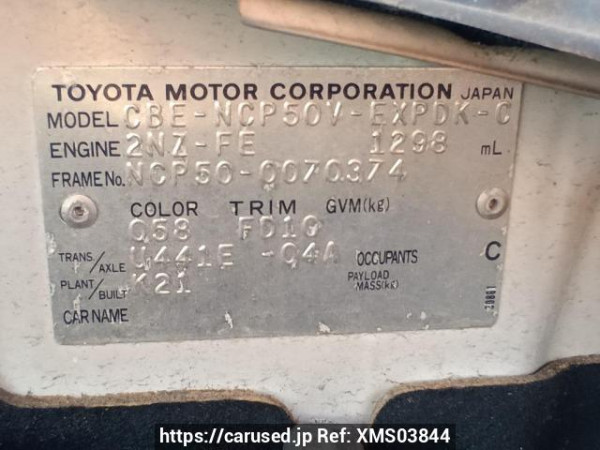 TOYOTA MOTOR CORPORATION JAPAN
MODEL CBE-NCP50V-EXPDK-C
ENGINE 2NZ-FE 1298 mL
FRAME No. NCP50-0070374
COLOR TRIM GVM(kg)
Q58 FD10
TRANS/AXLE U441E -04A OCCUPANTS C
PLANT/BUILT K21 PAYLOAD MASS(kg)
CAR NAME
https://carused.jp Ref: XMS03844